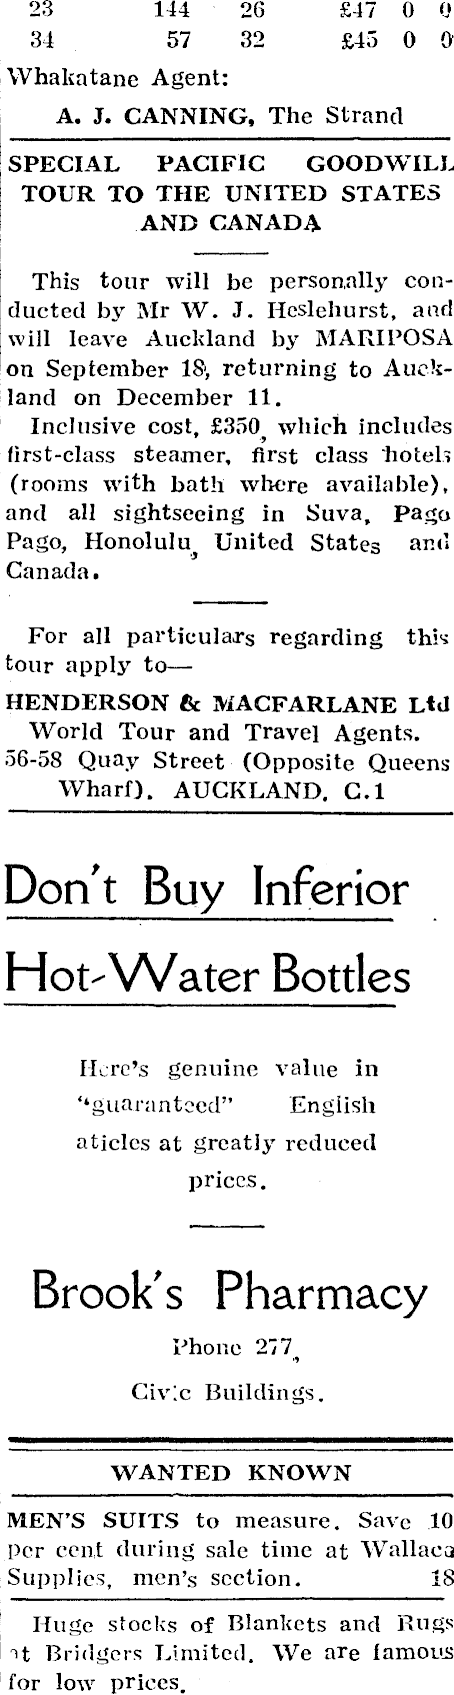 23 144 26 £47 0 0
34 57 32 £45 0 0
Whakatane Agent:
A. J. CANNING, The Strand
SPECIAL PACIFIC GOODWILL
TOUR TO THE UNITED STATES
AND CANADA
This tour will be personally con-
ducted by Mr W. J. Heslehurst, and
will leave Auckland by MARIPOSA
on September 18, returning to Auck-
land on December 11.
Inclusive cost, £350, which includes
first-class steamer, first class hotels
(rooms with bath where available),
and all sightseeing in Suva, Pago
Pago, Honolulu, United States and
Canada.
For all particulars regarding this
tour apply to—
HENDERSON & MACFARLANE Ltd
World Tour and Travel Agents.
56-58 Quay Street (Opposite Queens
Wharf). AUCKLAND, C.1
Don't Buy Inferior
Hot-Water Bottles
Here's genuine value in
"guaranteed" English
aticles at greatly reduced
prices.
Brook's Pharmacy
Phone 277,
Civic Buildings.
WANTED KNOWN
MEN'S SUITS to measure. Save 10
per cent during sale time at Wallace
Supplies, men's section. 18
Huge stocks of Blankets and Rugs
at Bridgers Limited. We are famous
for low prices.